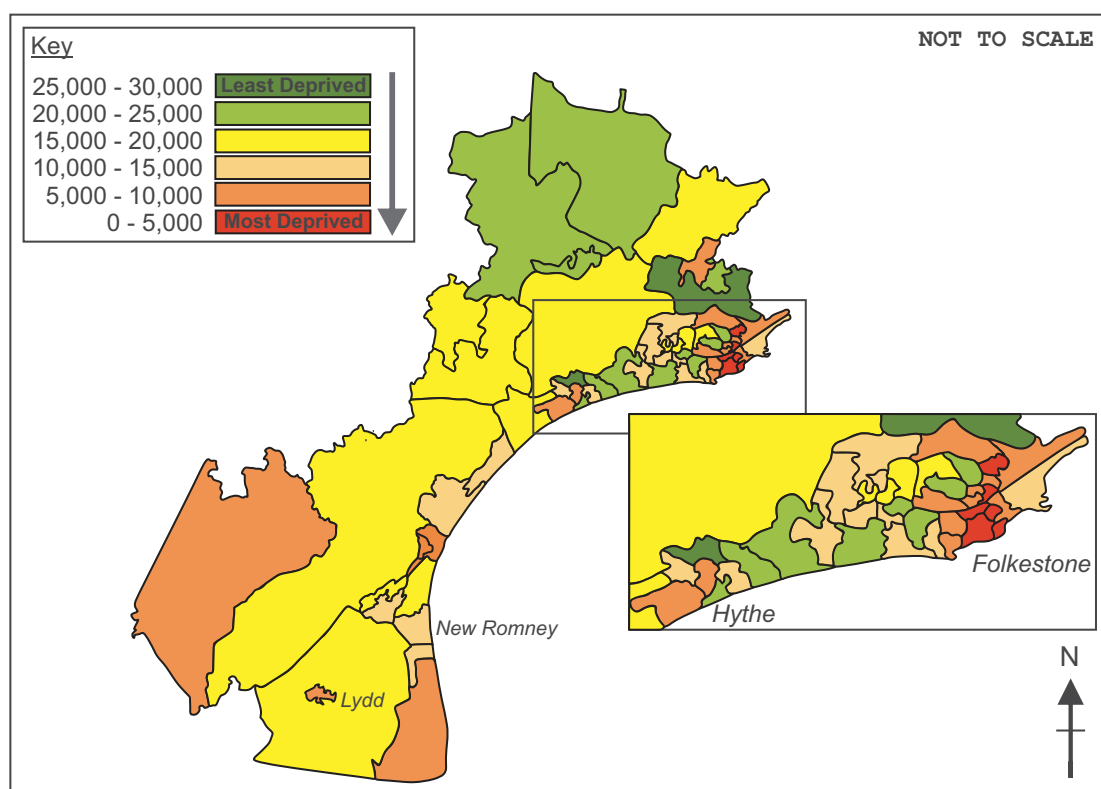 NOT TO SCALE
Key
25,000 - 30,000 Least Deprived
20,000 - 25,000
15,000 - 20,000
10,000 - 15,000
5,000 - 10,000
0 - 5,000 Most Deprived
Folkestone
Hythe
New Romney
Lydd
N